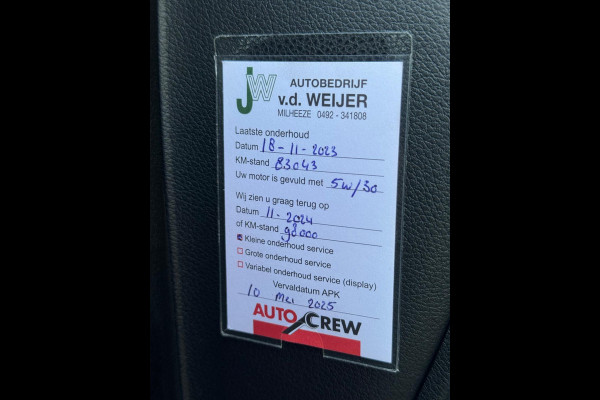 JW
AUTOBEDRIJF
v.d. WEIJER
MILHEEZE 0492 - 341808
Laatste onderhoud
Datum 18-11-2023
KM-stand 83043
Uw motor is gevuld met 5W/30
Wij zien u graag terug op
Datum 11-2024
of KM-stand 98000
Kleine onderhoud service
Grote onderhoud service
Variabel onderhoud service (display)
Vervaldatum APK
10 Mei 2025
AUTO CREW